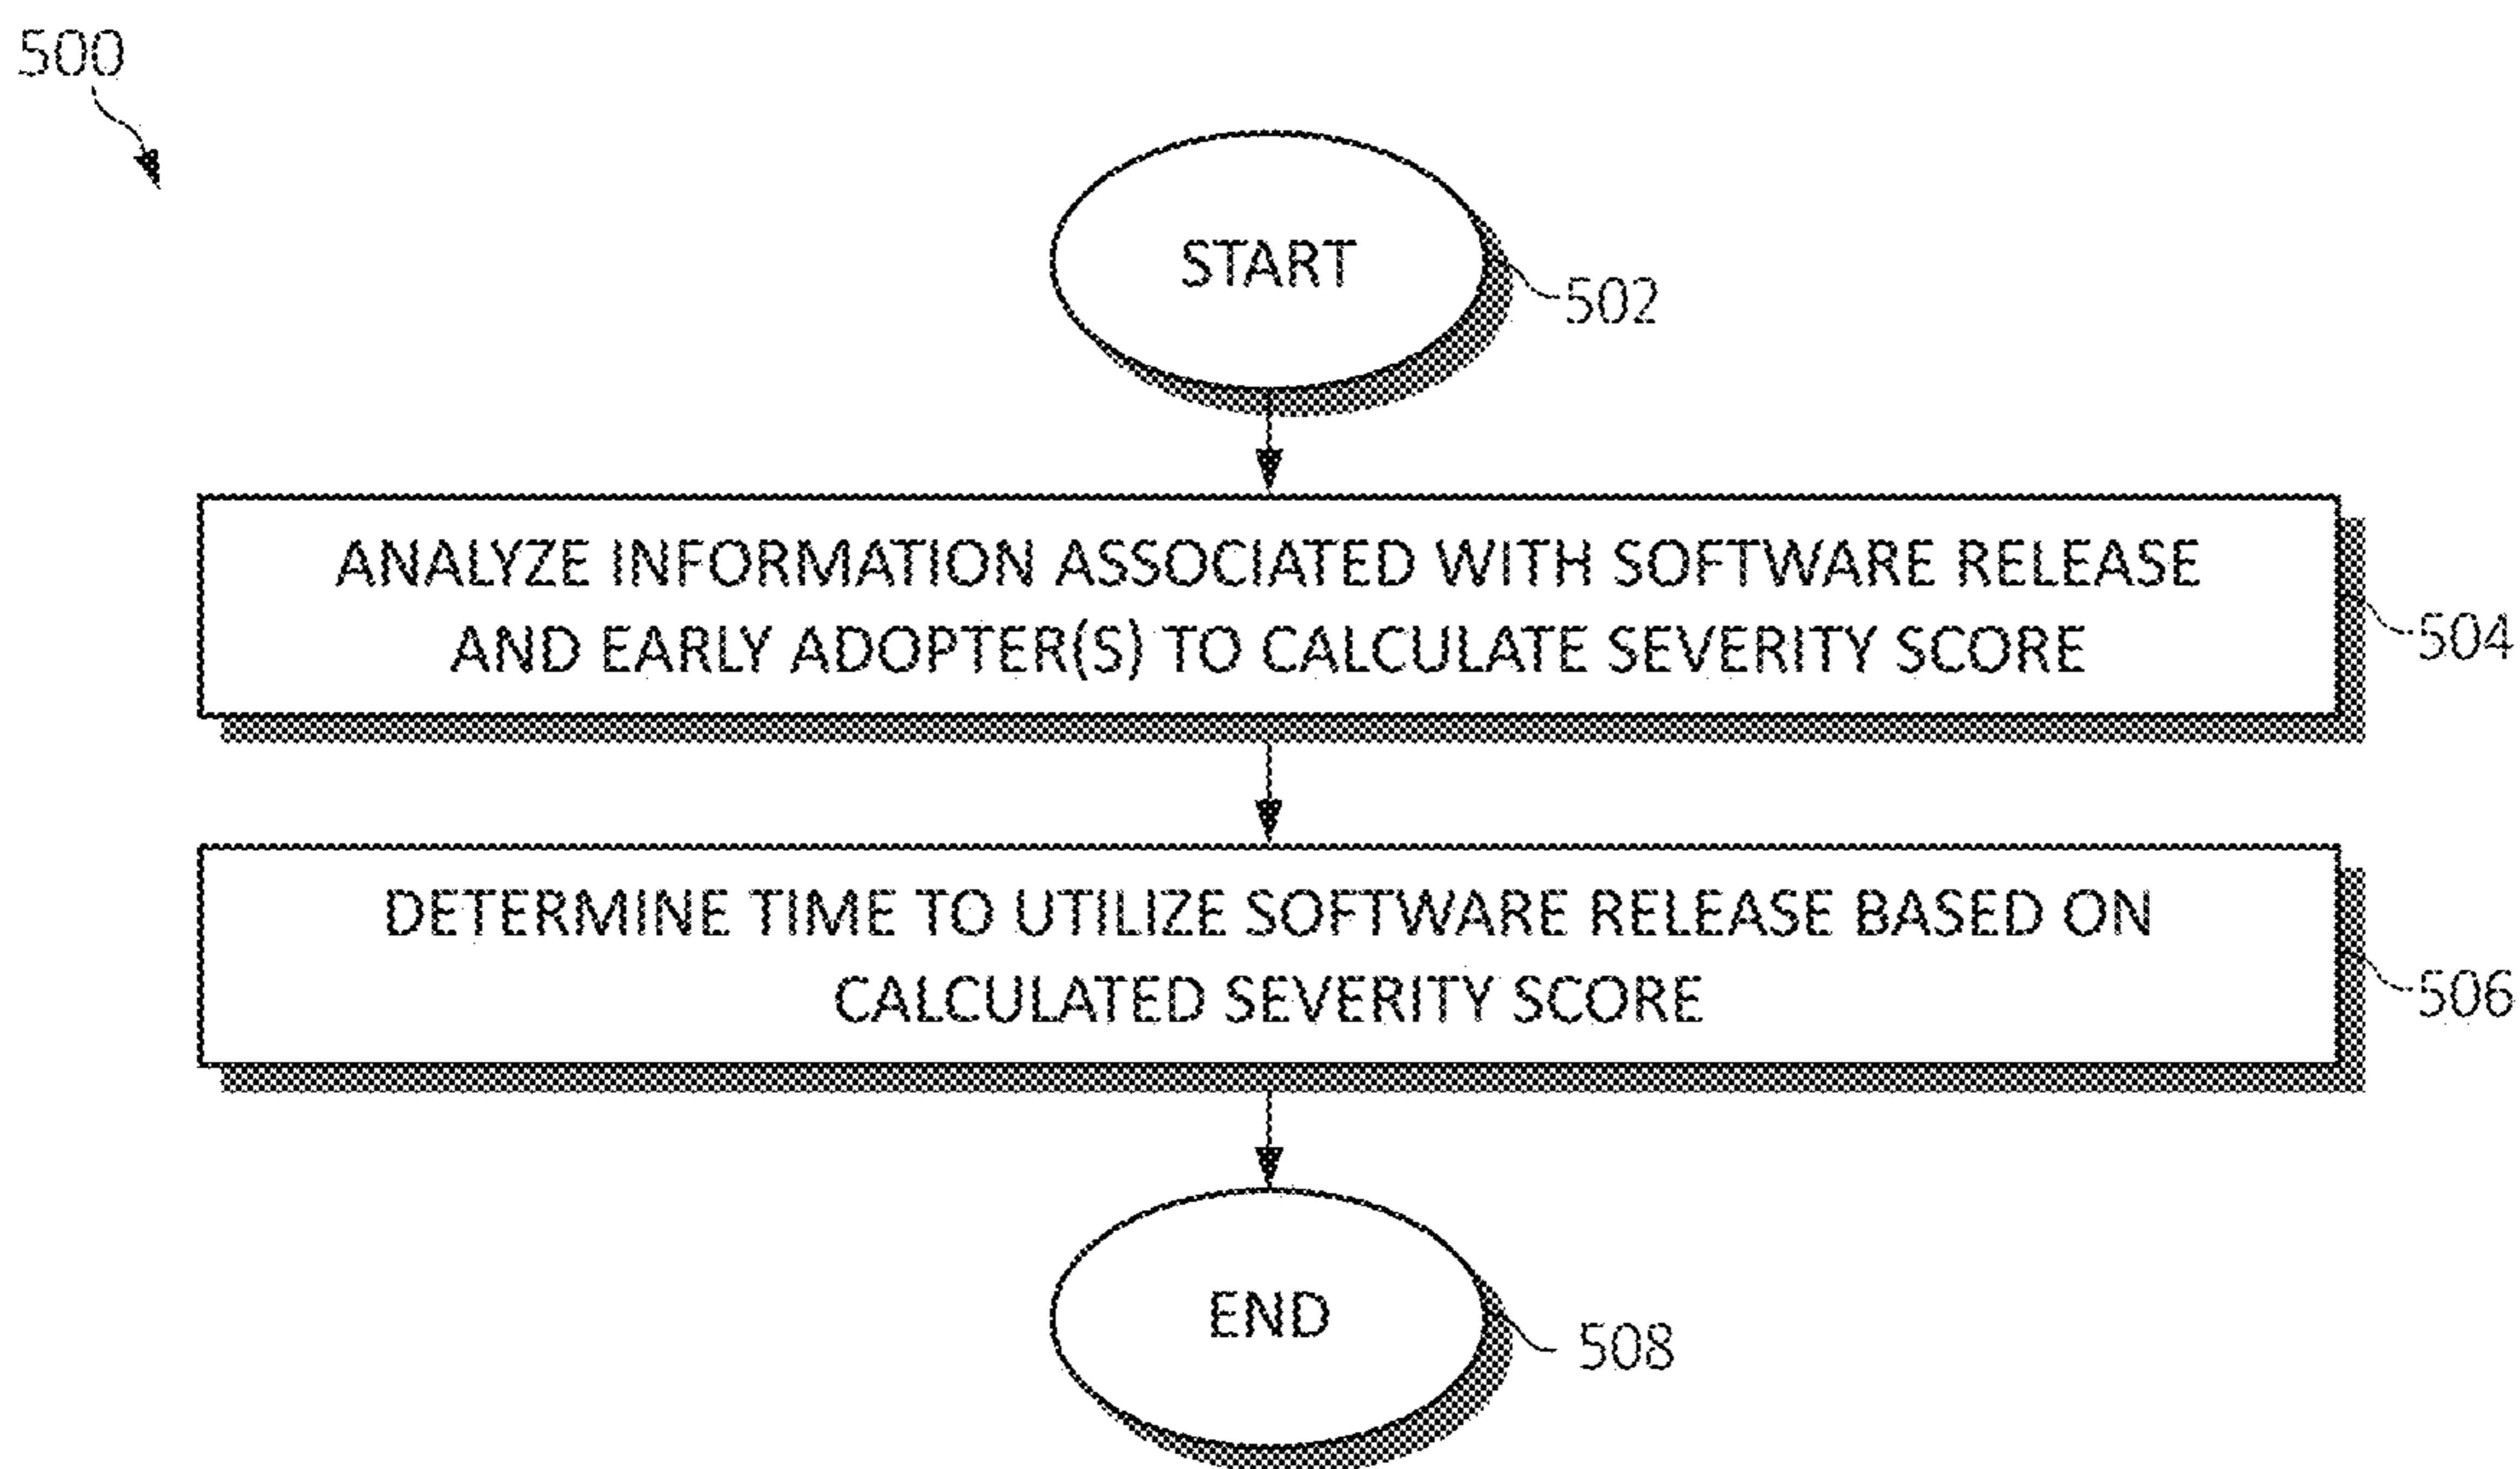 500
START
502
ANALYZE INFORMATION ASSOCIATED WITH SOFTWARE RELEASE
AND EARLY ADOPTER(S) TO CALCULATE SEVERITY SCORE
504
DETERMINE TIME TO UTILIZE SOFTWARE RELEASE BASED ON
CALCULATED SEVERITY SCORE
506
END
508